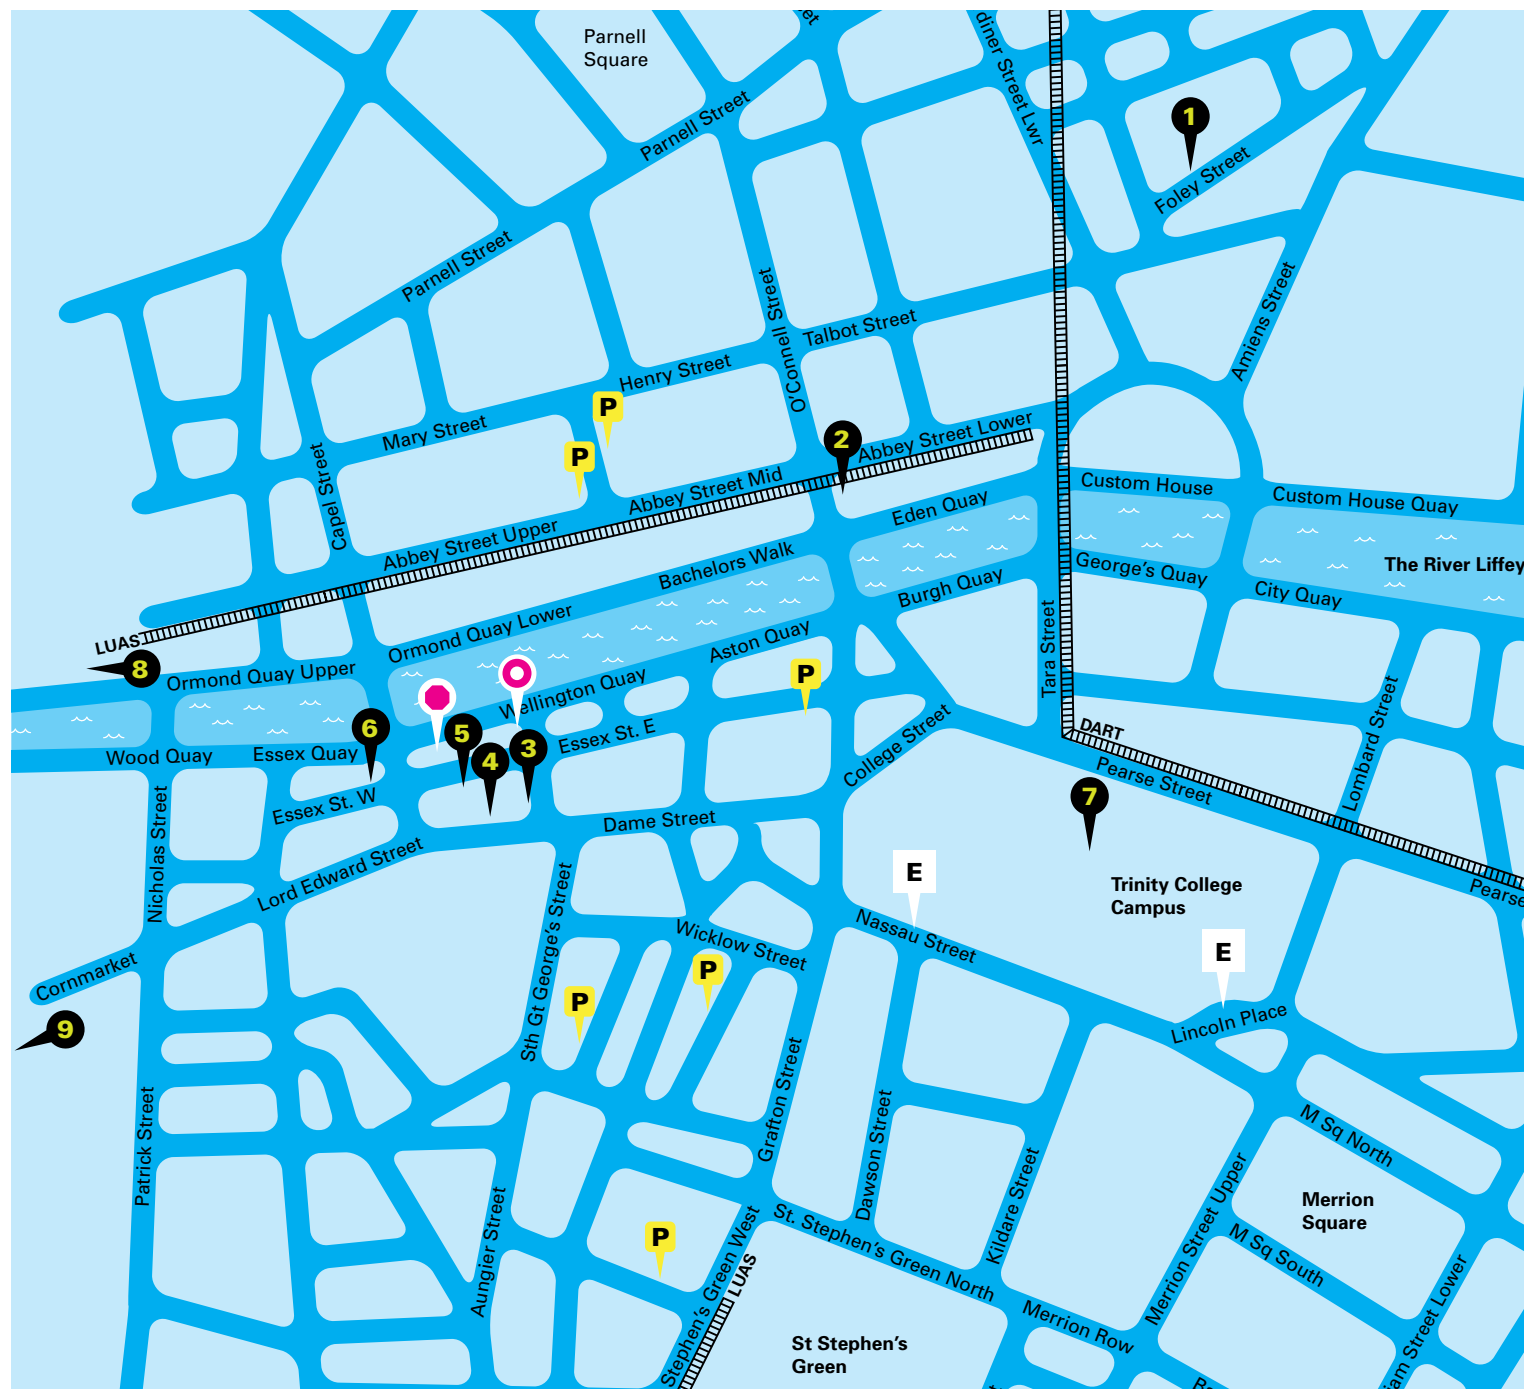 Parnell
Square
Parnell Street
diner Street Lwr
1
Foley Street
Parnell Street
Amiens Street
O'Connell Street
Talbot Street
Henry Street
P
Mary Street
P
2
Abbey Street Lower
Capel Street
Abbey Street Mid
Abbey Street Upper
Custom House
Custom House Quay
Eden Quay
Bachelors Walk
The River Liffey
George's Quay
City Quay
Burgh Quay
Ormond Quay Lower
Aston Quay
Tara Street
LUAS
8
Ormond Quay Upper
P
Wellington Quay
Essex St. E
6
5
4
3
Wood Quay
Essex Quay
College Street
DART
Pearse Street
Lombard Street
7
Essex St. W
Nicholas Street
Dame Street
Lord Edward Street
E
Trinity College
Campus
Pearse
Nassau Street
Wicklow Street
Sth Gt George's Street
Cornmarket
P
P
E
Lincoln Place
9
Grafton Street
Patrick Street
Dawson Street
Kildare Street
M Sq North
Merrion
Square
Merrion Street Upper
M Sq South
Aungier Street
P
St. Stephen's Green North
Stephen's Green West
LUAS
Merrion Row
St Stephen's
Green
iam Street Lower